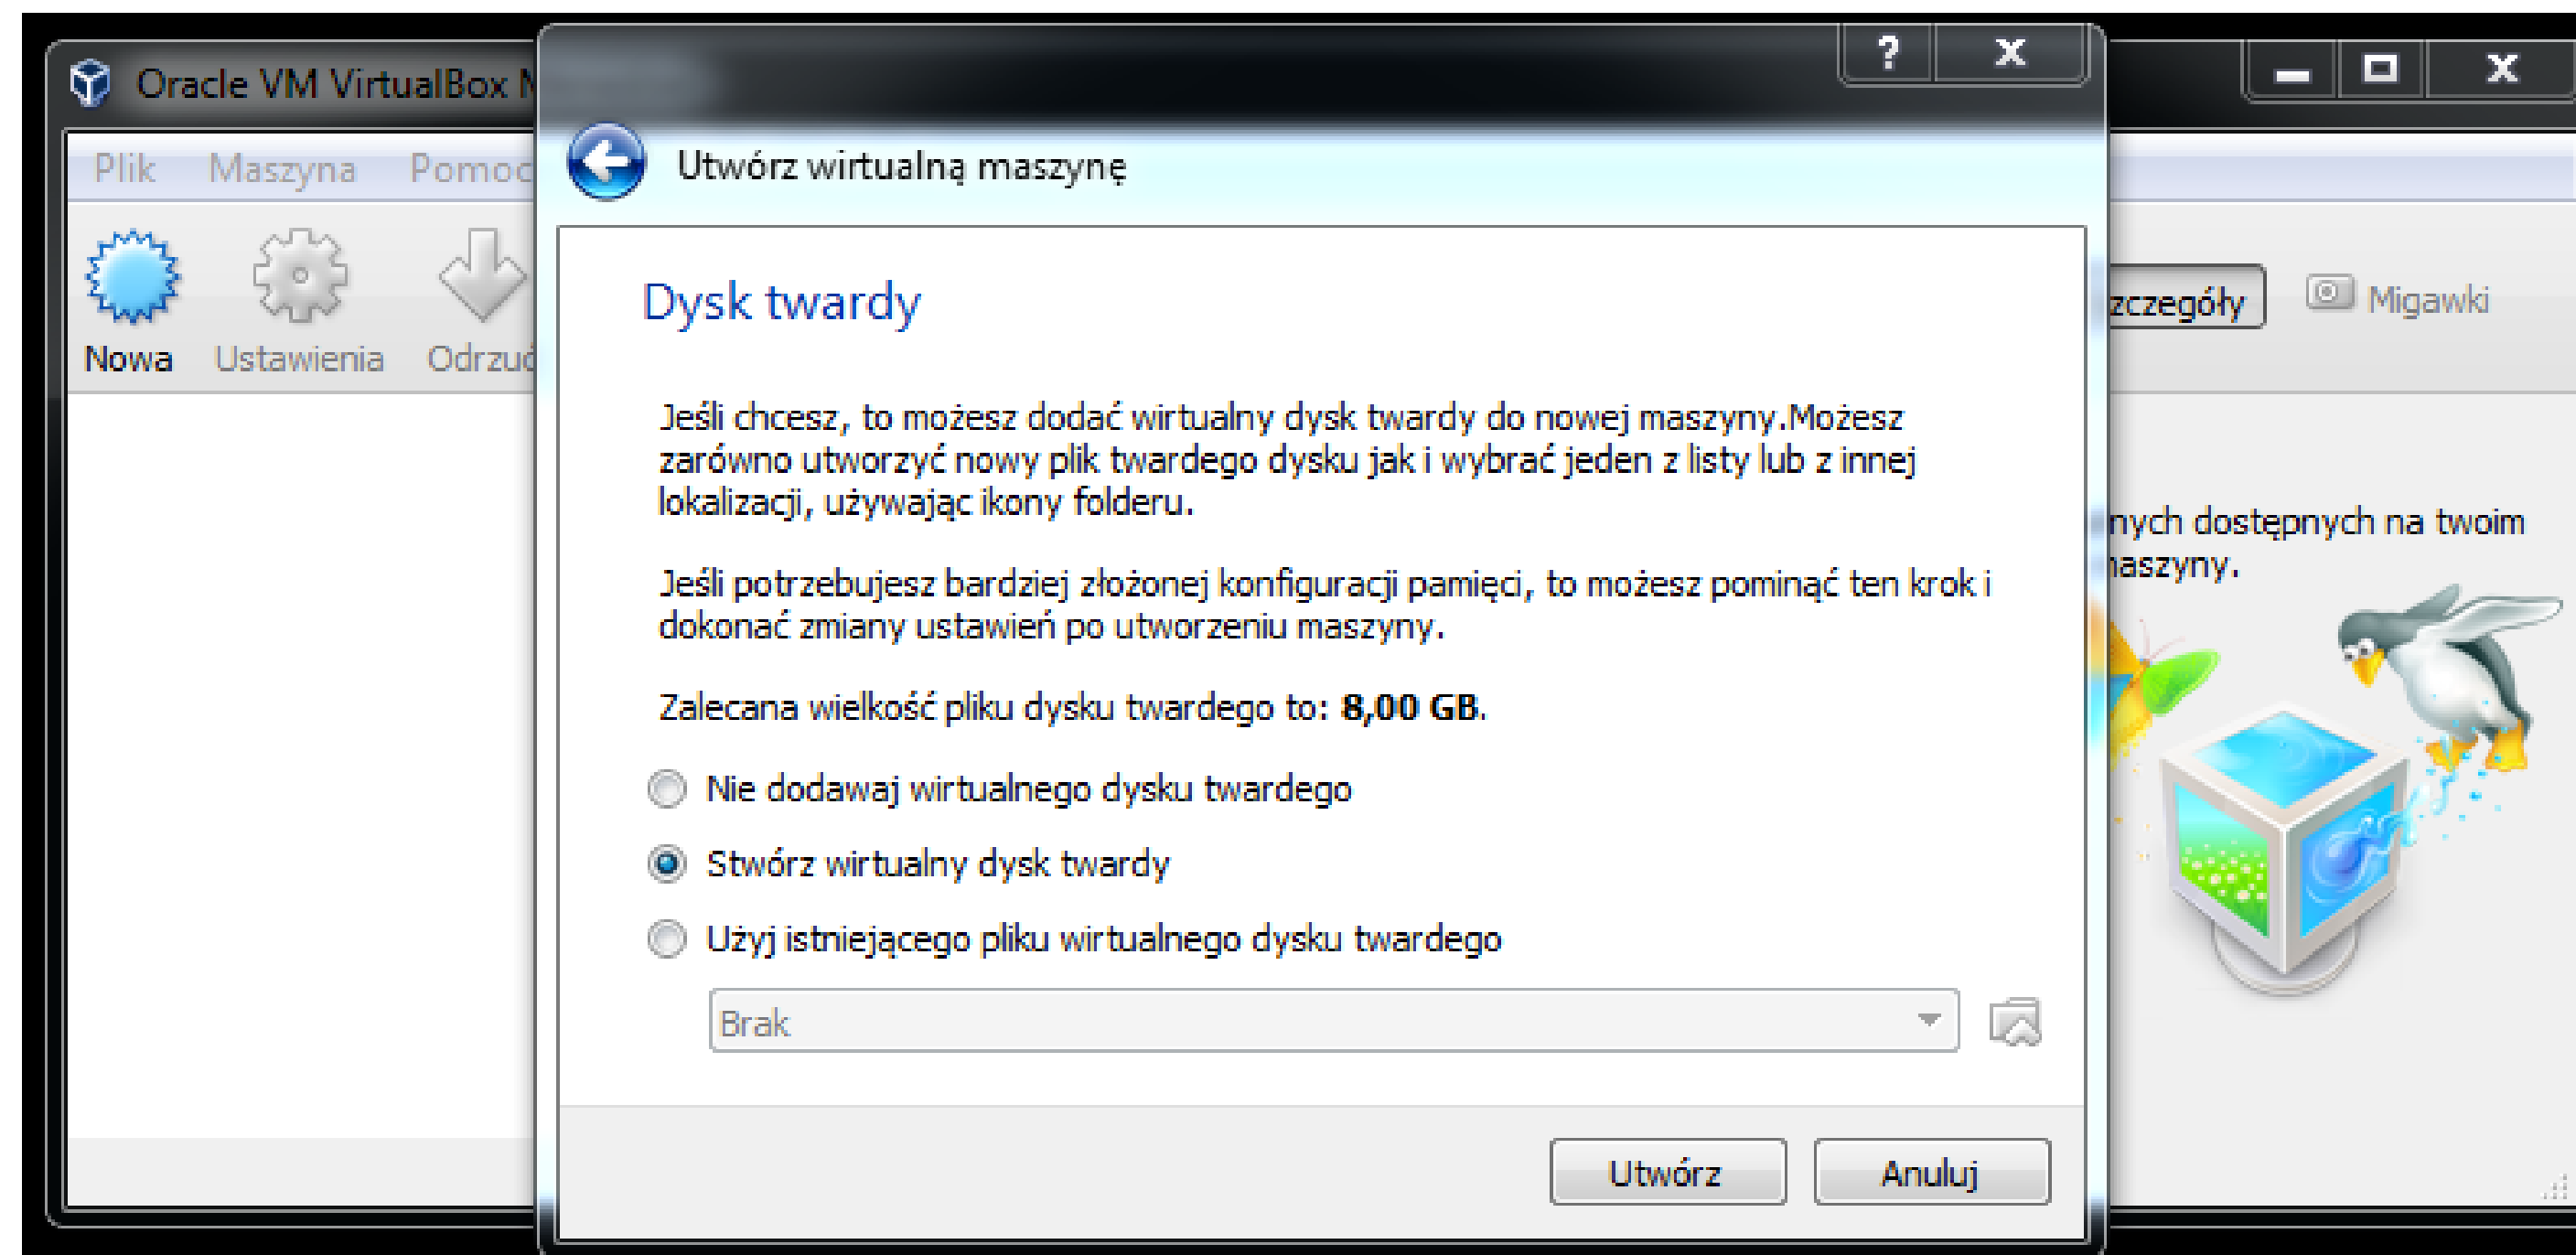 Oracle VM VirtualBox
Plik Maszyna Pomoc
Nowa Ustawienia Odrzuć
Utwórz wirtualną maszynę
Dysk twardy
Jeśli chcesz, to możesz dodać wirtualny dysk twardy do nowej maszyny.Możesz
zarówno utworzyć nowy plik twardego dysku jak i wybrać jeden z listy lub z innej
lokalizacji, używając ikony folderu.
Jeśli potrzebujesz bardziej złożonej konfiguracji pamięci, to możesz pominąć ten krok i
dokonać zmiany ustawień po utworzeniu maszyny.
Zalecana wielkość pliku dysku twardego to: 8,00 GB.
Nie dodawaj wirtualnego dysku twardego
Stwórz wirtualny dysk twardy
Użyj istniejącego pliku wirtualnego dysku twardego
Brak
Utwórz Anuluj
zczegóły Migawki
nych dostępnych na twoim
aszyny.